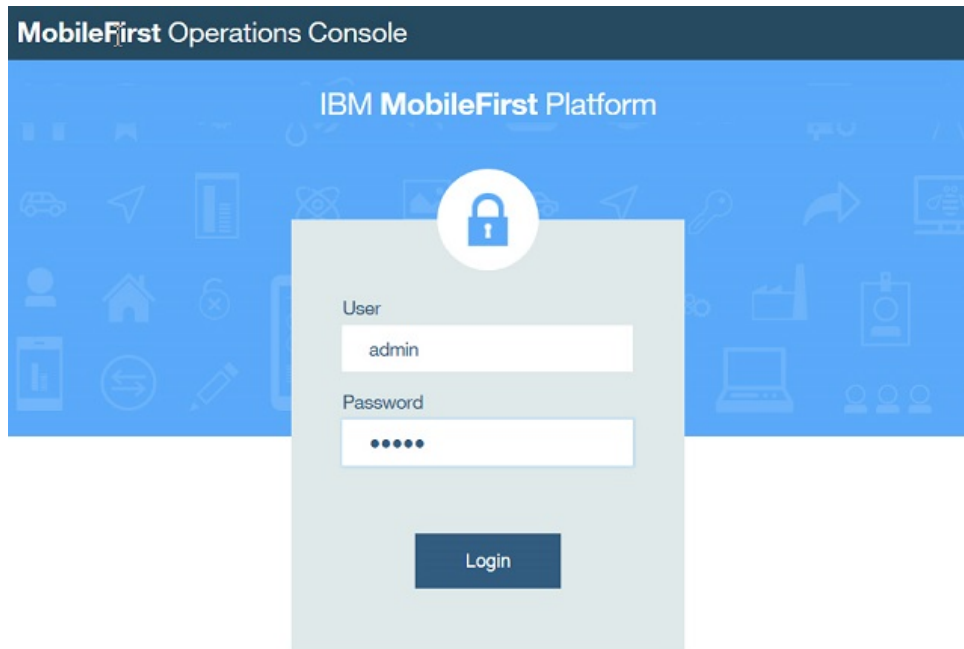 MobileFirst Operations Console
IBM MobileFirst Platform
User
admin
Password
•••••
Login